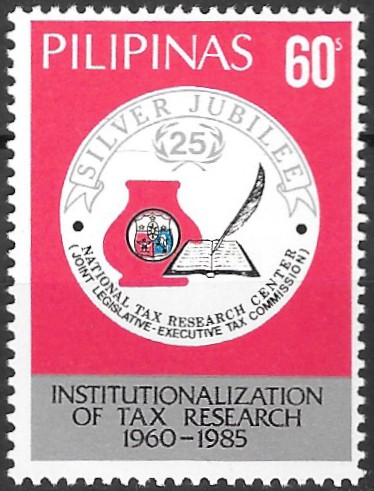 PILIPINAS 60s
SILVER JUBILEE
25
NATIONAL TAX RESEARCH CENTER
(JOINT LEGISLATIVE-EXECUTIVE TAX COMMISSION)
INSTITUTIONALIZATION
OF TAX RESEARCH
1960-1985